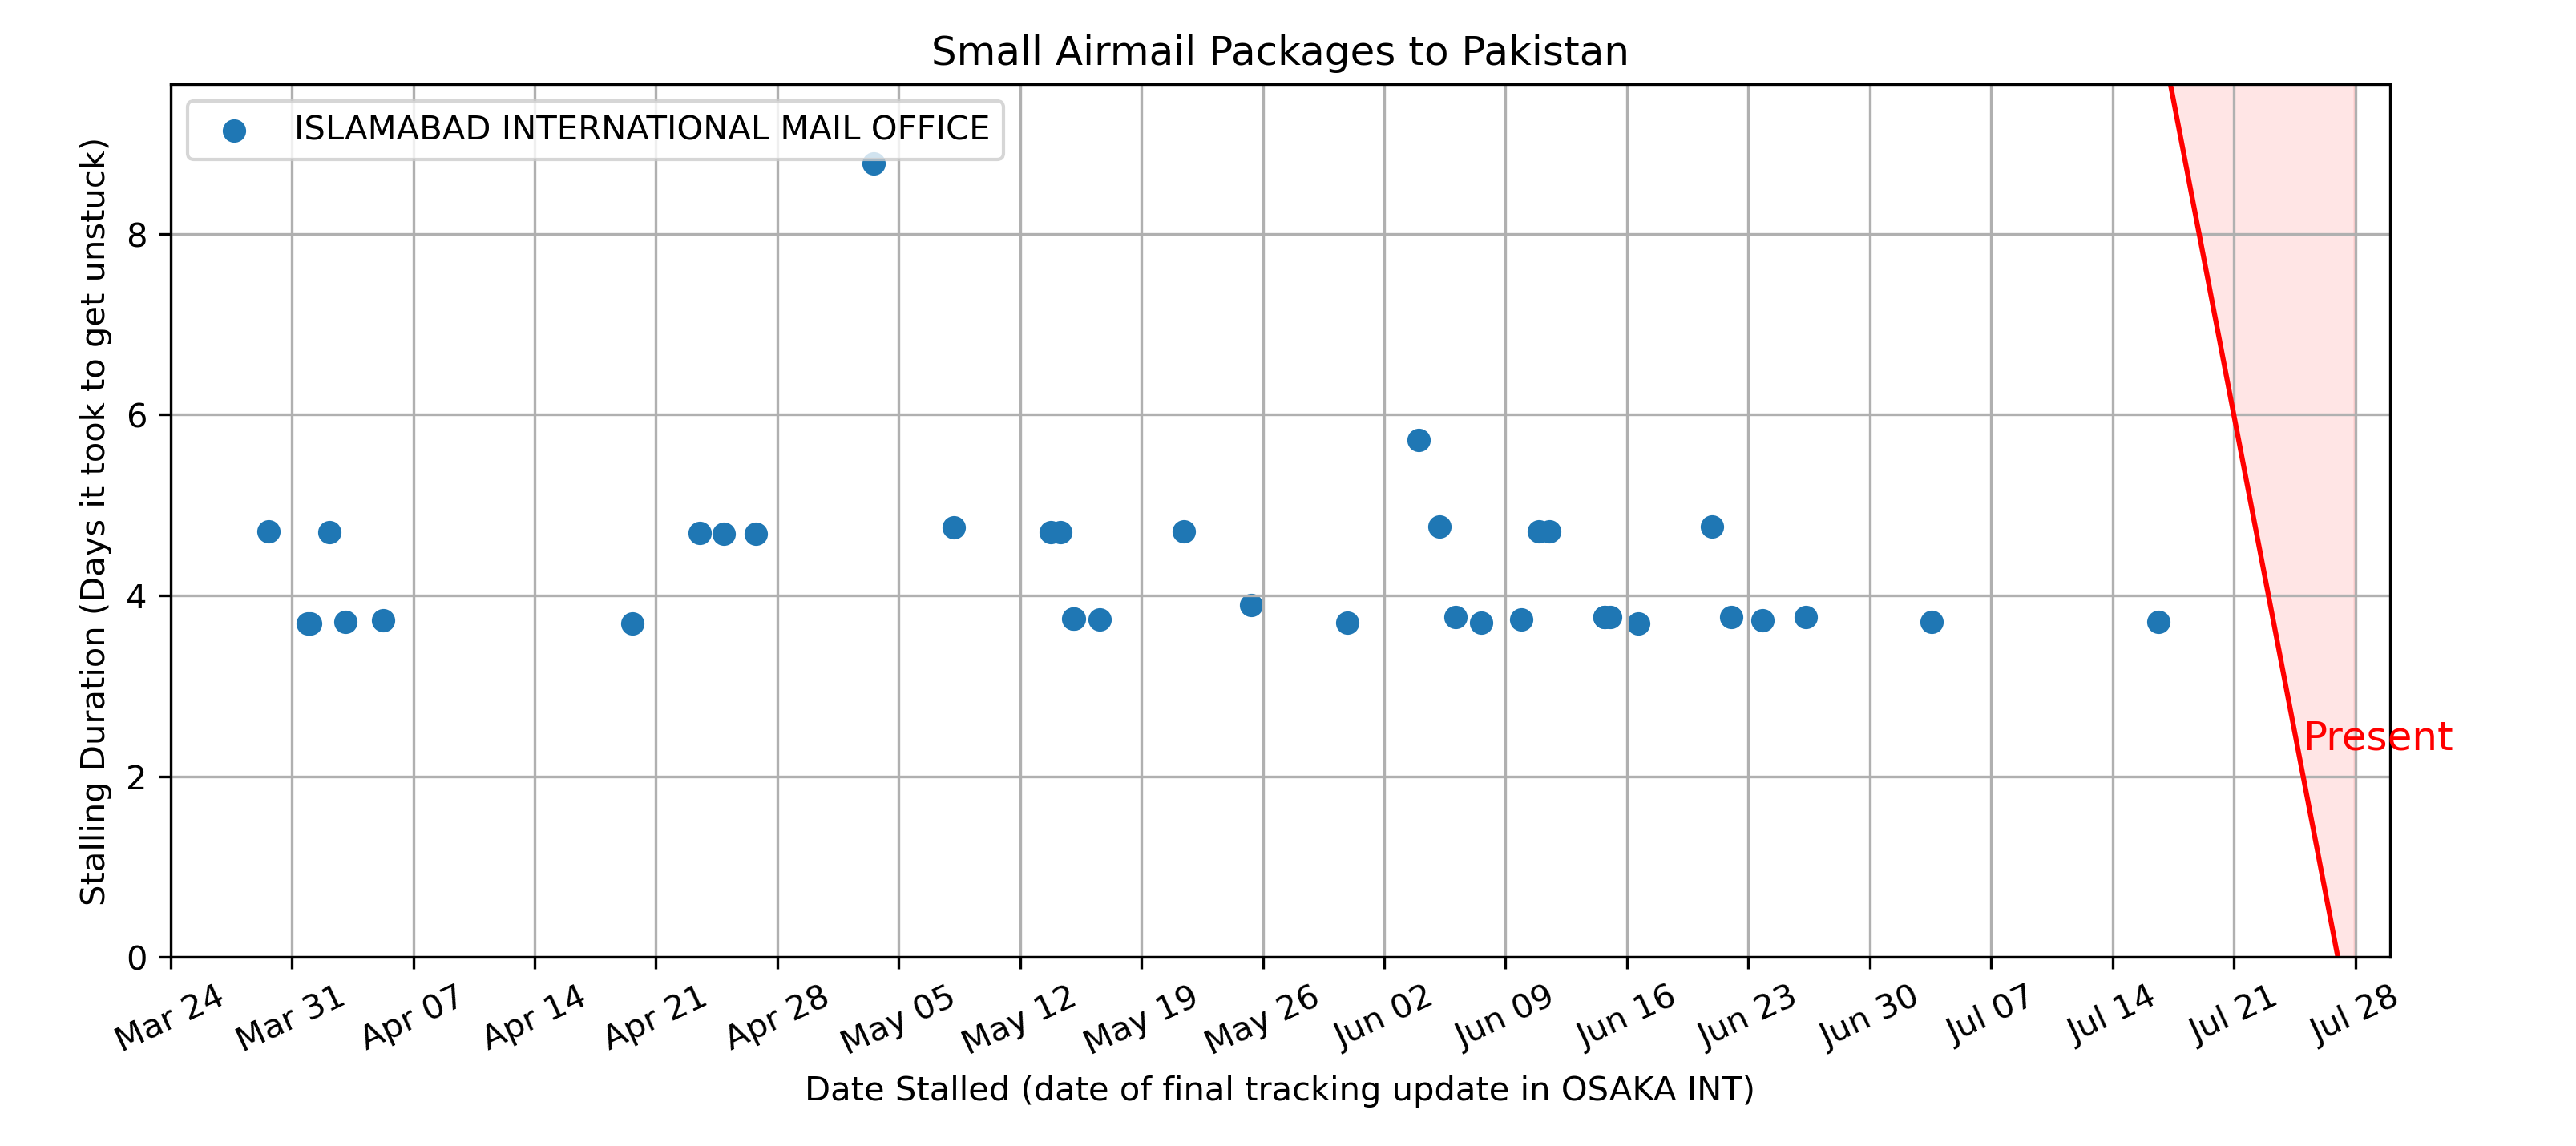 Small Airmail Packages to Pakistan
ISLAMABAD INTERNATIONAL MAIL OFFICE
Stalling Duration (Days it took to get unstuck)
8
6
4
2
0
Present
Mar 24
Mar 31
Apr 07
Apr 14
Apr 21
Apr 28
May 05
May 12
May 19
May 26
Jun 02
Jun 09
Jun 16
Jun 23
Jun 30
Jul 07
Jul 14
Jul 21
Jul 28
Date Stalled (date of final tracking update in OSAKA INT)